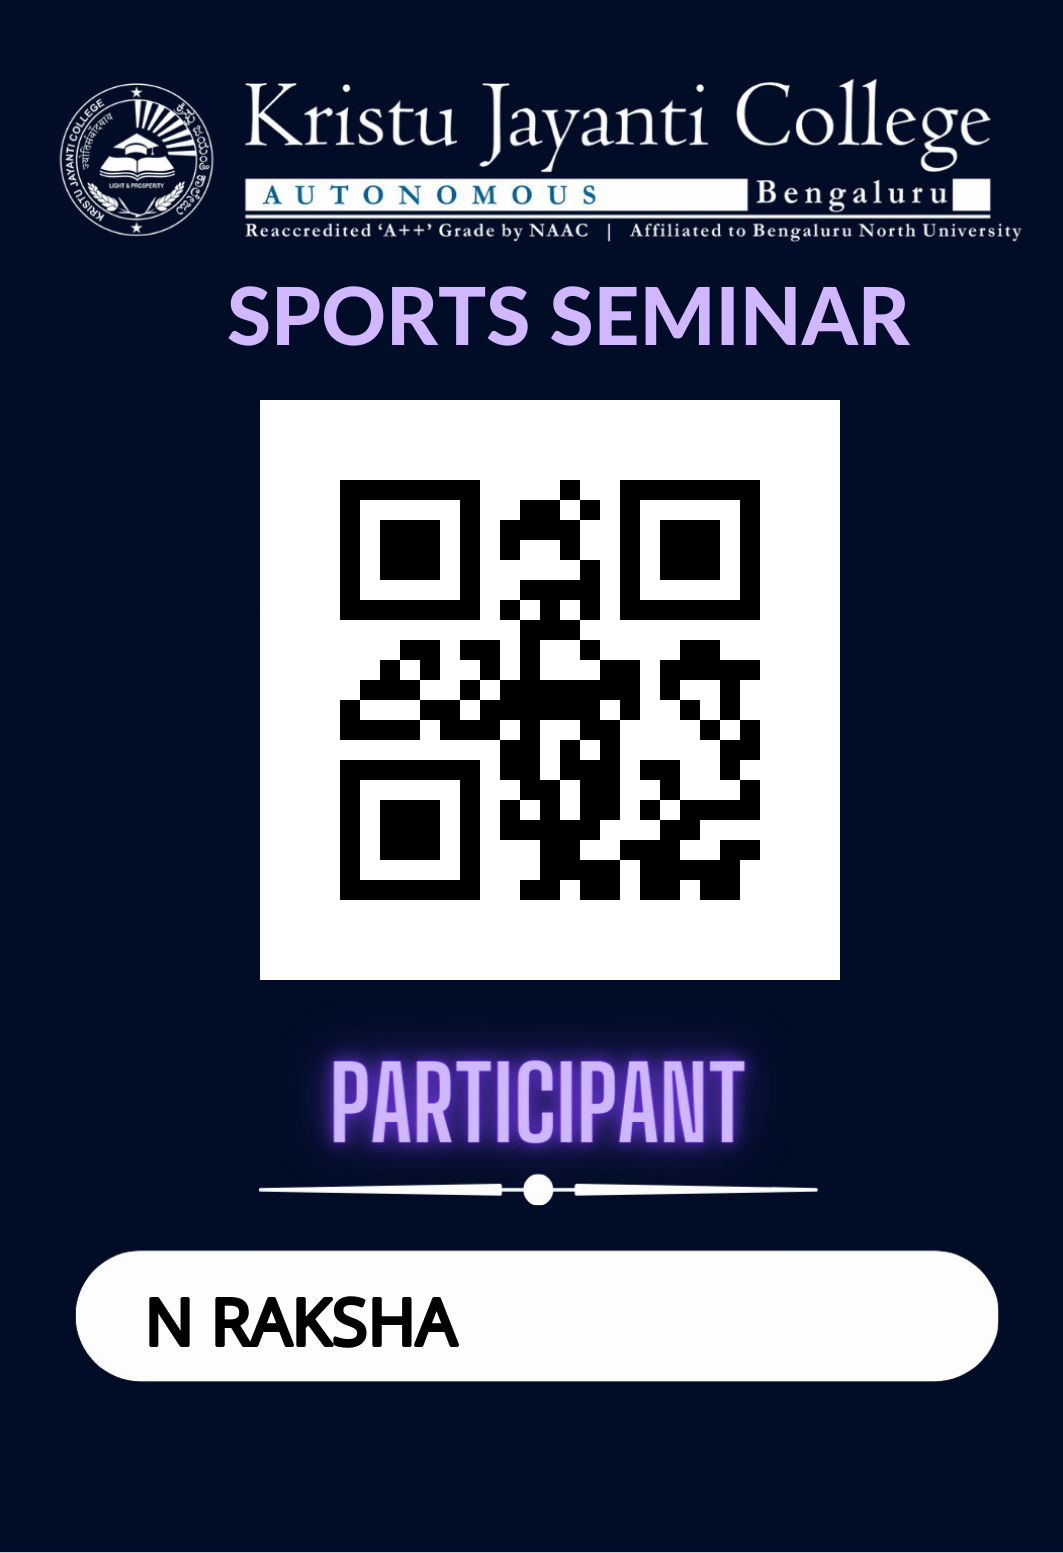 KRISTU JAYANTI COLLEGE
ಕ್ರಿಸ್ತು ಜಯಂತಿ ಕಾಲೇಜು
LIGHT & PROSPERITY
Kristu Jayanti College
AUTONOMOUS Bengaluru
Reaccredited ‘A++’ Grade by NAAC | Affiliated to Bengaluru North University
SPORTS SEMINAR
PARTICIPANT
N RAKSHA